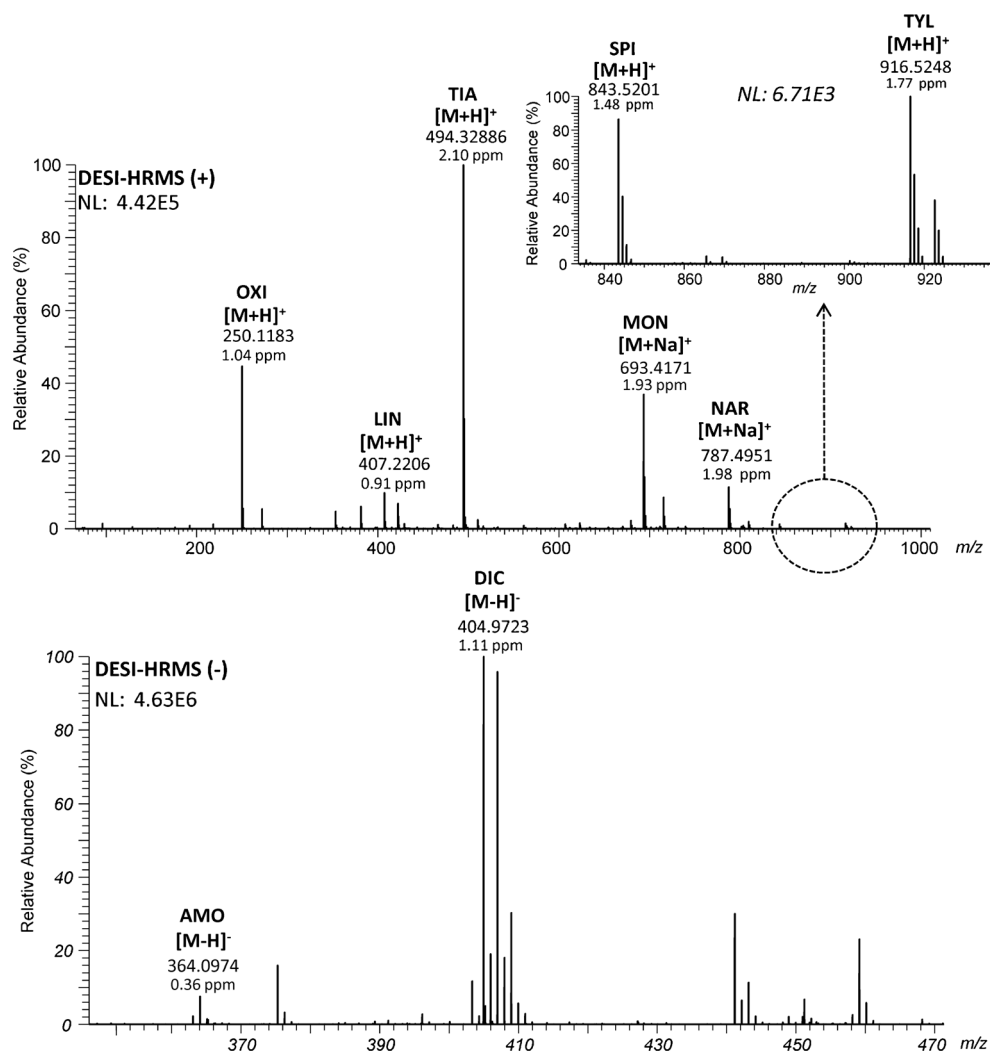 TYL
[M+H]+
916.5248
1.77 ppm
SPI
[M+H]+
843.5201
1.48 ppm
NL: 6.71E3
100
80
60
40
20
0
Relative Abundance (%)
840
860
880
900
920
m/z
TIA
[M+H]+
494.32886
2.10 ppm
DESI-HRMS (+)
NL: 4.42E5
100
80
60
40
20
0
Relative Abundance (%)
OXI
[M+H]+
250.1183
1.04 ppm
LIN
[M+H]+
407.2206
0.91 ppm
MON
[M+Na]+
693.4171
1.93 ppm
NAR
[M+Na]+
787.4951
1.98 ppm
200
400
600
800
1000
m/z
DIC
[M-H]-
404.9723
1.11 ppm
DESI-HRMS (-)
NL: 4.63E6
100
80
60
40
20
0
Relative Abundance (%)
AMO
[M-H]-
364.0974
0.36 ppm
370
390
410
430
450
470
m/z